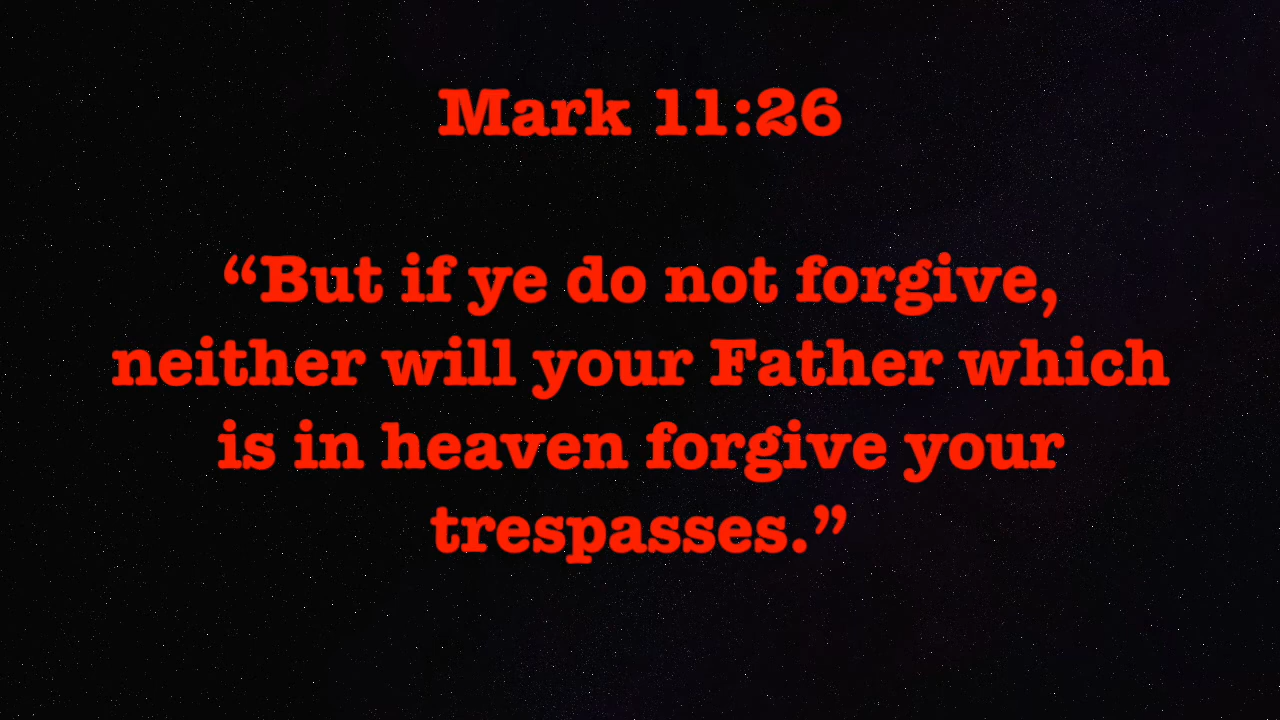 Mark 11:26
“But if ye do not forgive,
neither will your Father which
is in heaven forgive your
trespasses.”